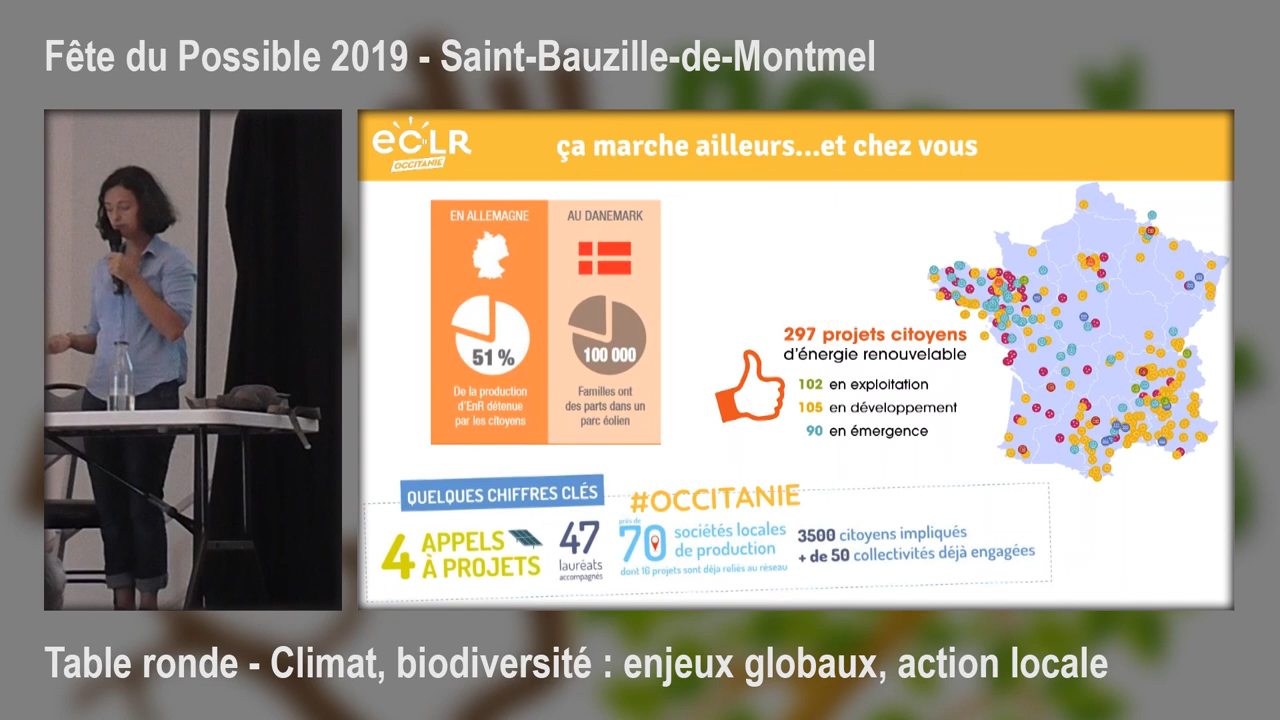 Fête du Possible 2019 - Saint-Bauzille-de-Montmel
eCLR
OCCITANIE
ça marche ailleurs...et chez vous
EN ALLEMAGNE
51 %
De la production
d'EnR détenue
par les citoyens
AU DANEMARK
100 000
Familles ont
des parts dans un
parc éolien
297 projets citoyens
d'énergie renouvelable
102 en exploitation
105 en développement
90 en émergence
QUELQUES CHIFFRES CLÉS
#OCCITANIE
4 APPELS
À PROJETS
47
lauréats
accompagnés
près de
70 sociétés locales
de production
dont 16 projets sont déja reliés au réseau
3500 citoyens impliqués
+ de 50 collectivités déjà engagées
Table ronde - Climat, biodiversité : enjeux globaux, action locale